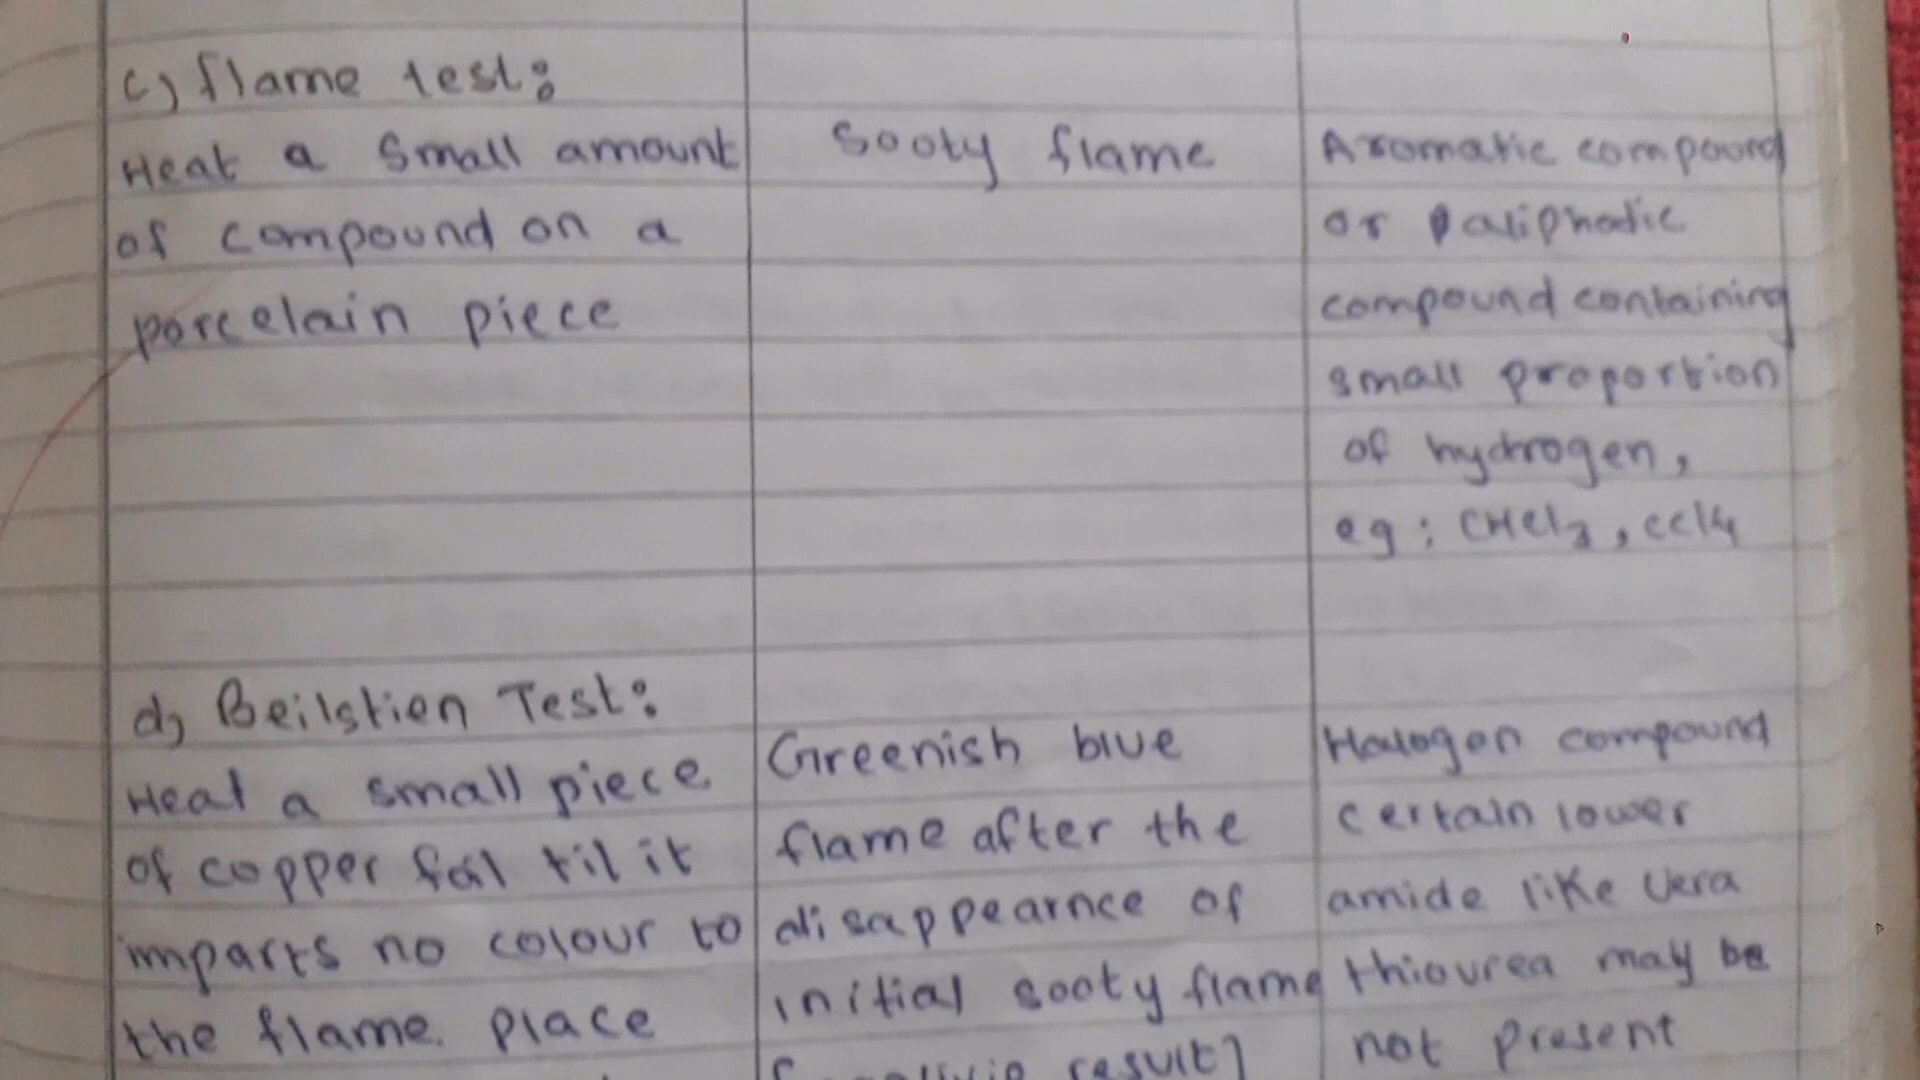 c) flame test:
Heat a small amount
of compound on a
porcelain piece
Sooty flame
Aromatic compound
or aliphatic
compound containing
small proportion
of hydrogen,
eg: CHCl3, CCl4
d) Beilstien Test:
Heat a small piece
of copper foil til it
imparts no colour to
the flame. place
Greenish blue
flame after the
disappearnce of
initial sooty flame
result]
Halogen compound
certain lower
amide like Uera
thiourea may be
not present